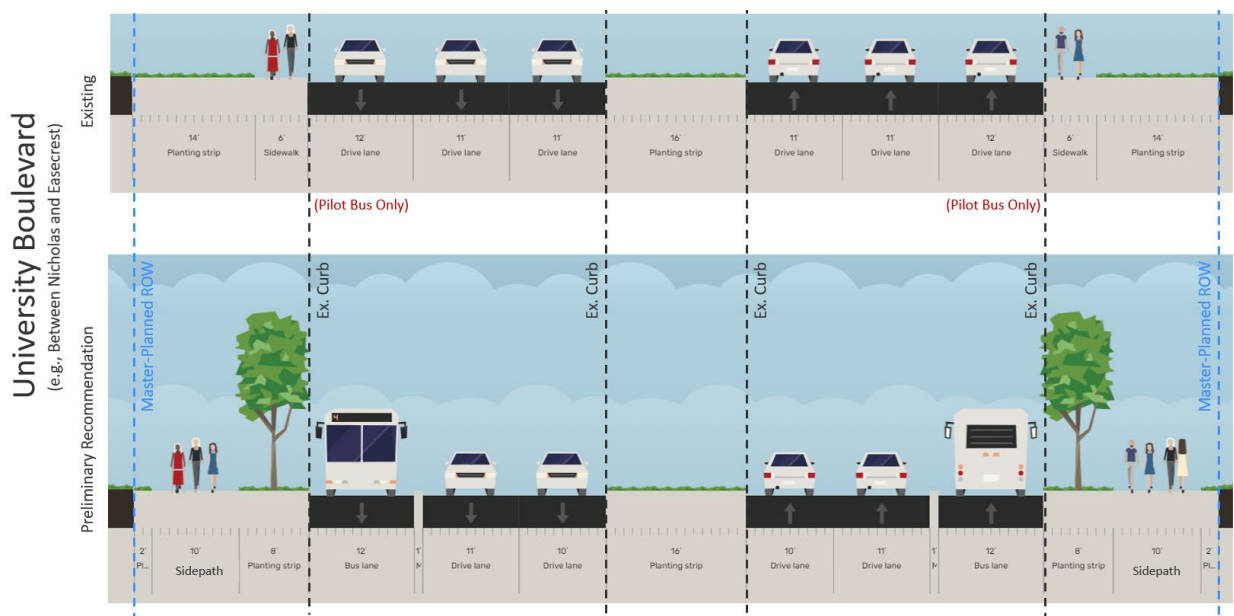 University Boulevard
(e.g., Between Nicholas and Easecrest)
Existing
14' 6' 12' 11' 11' 16' 11' 11' 12' 6' 14'
Planting strip Sidewalk Drive lane Drive lane Drive lane Planting strip Drive lane Drive lane Drive lane Sidewalk Planting strip
(Pilot Bus Only) (Pilot Bus Only)
Preliminary Recommendation
Master-Planned ROW
Ex. Curb
Ex. Curb
Ex. Curb
Ex. Curb
Master-Planned ROW
4
2' 10' 8' 12' 1' 11' 10' 16' 10' 11' 1' 12' 8' 10' 2'
Pl... Sidepath Planting strip Bus lane M Drive lane Drive lane Planting strip Drive lane Drive lane M Bus lane Planting strip Sidepath Pl...